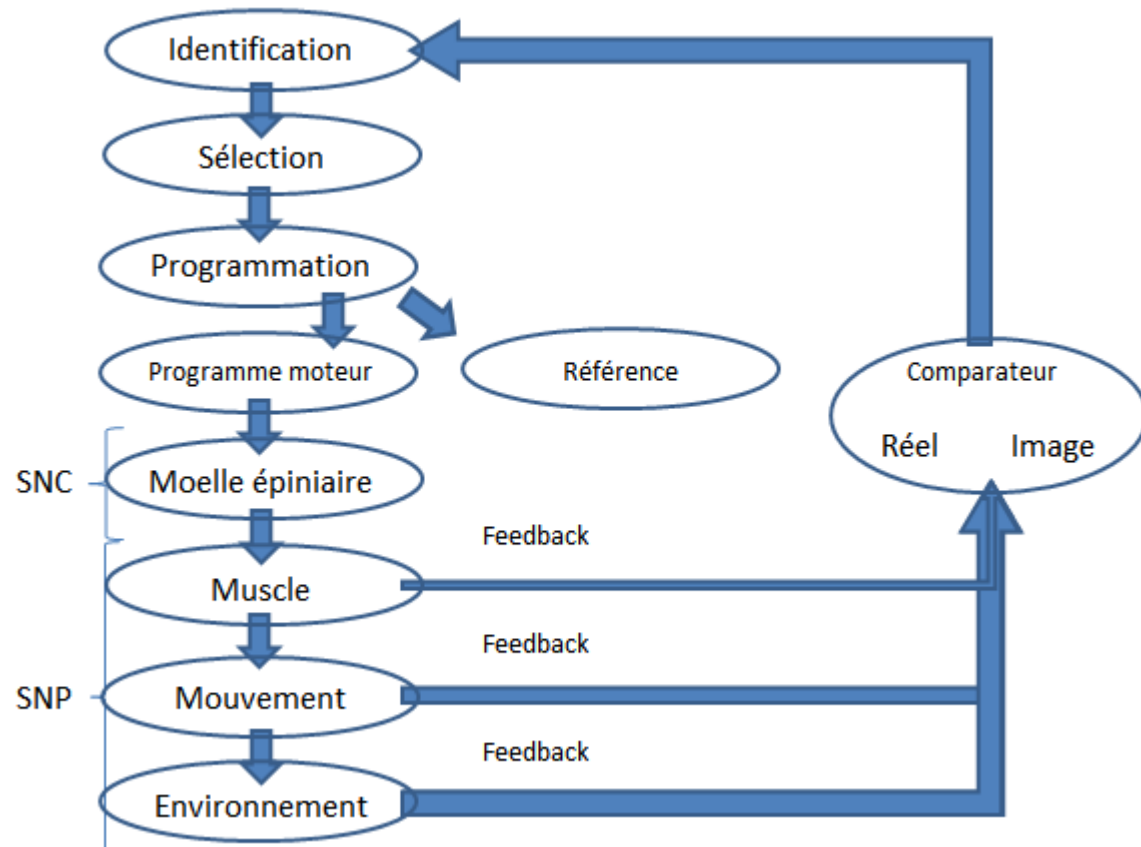 Identification
Sélection
Programmation
Programme moteur
Référence
Comparateur
Réel Image
SNC
Moelle épiniaire
Feedback
Muscle
Feedback
SNP
Mouvement
Feedback
Environnement